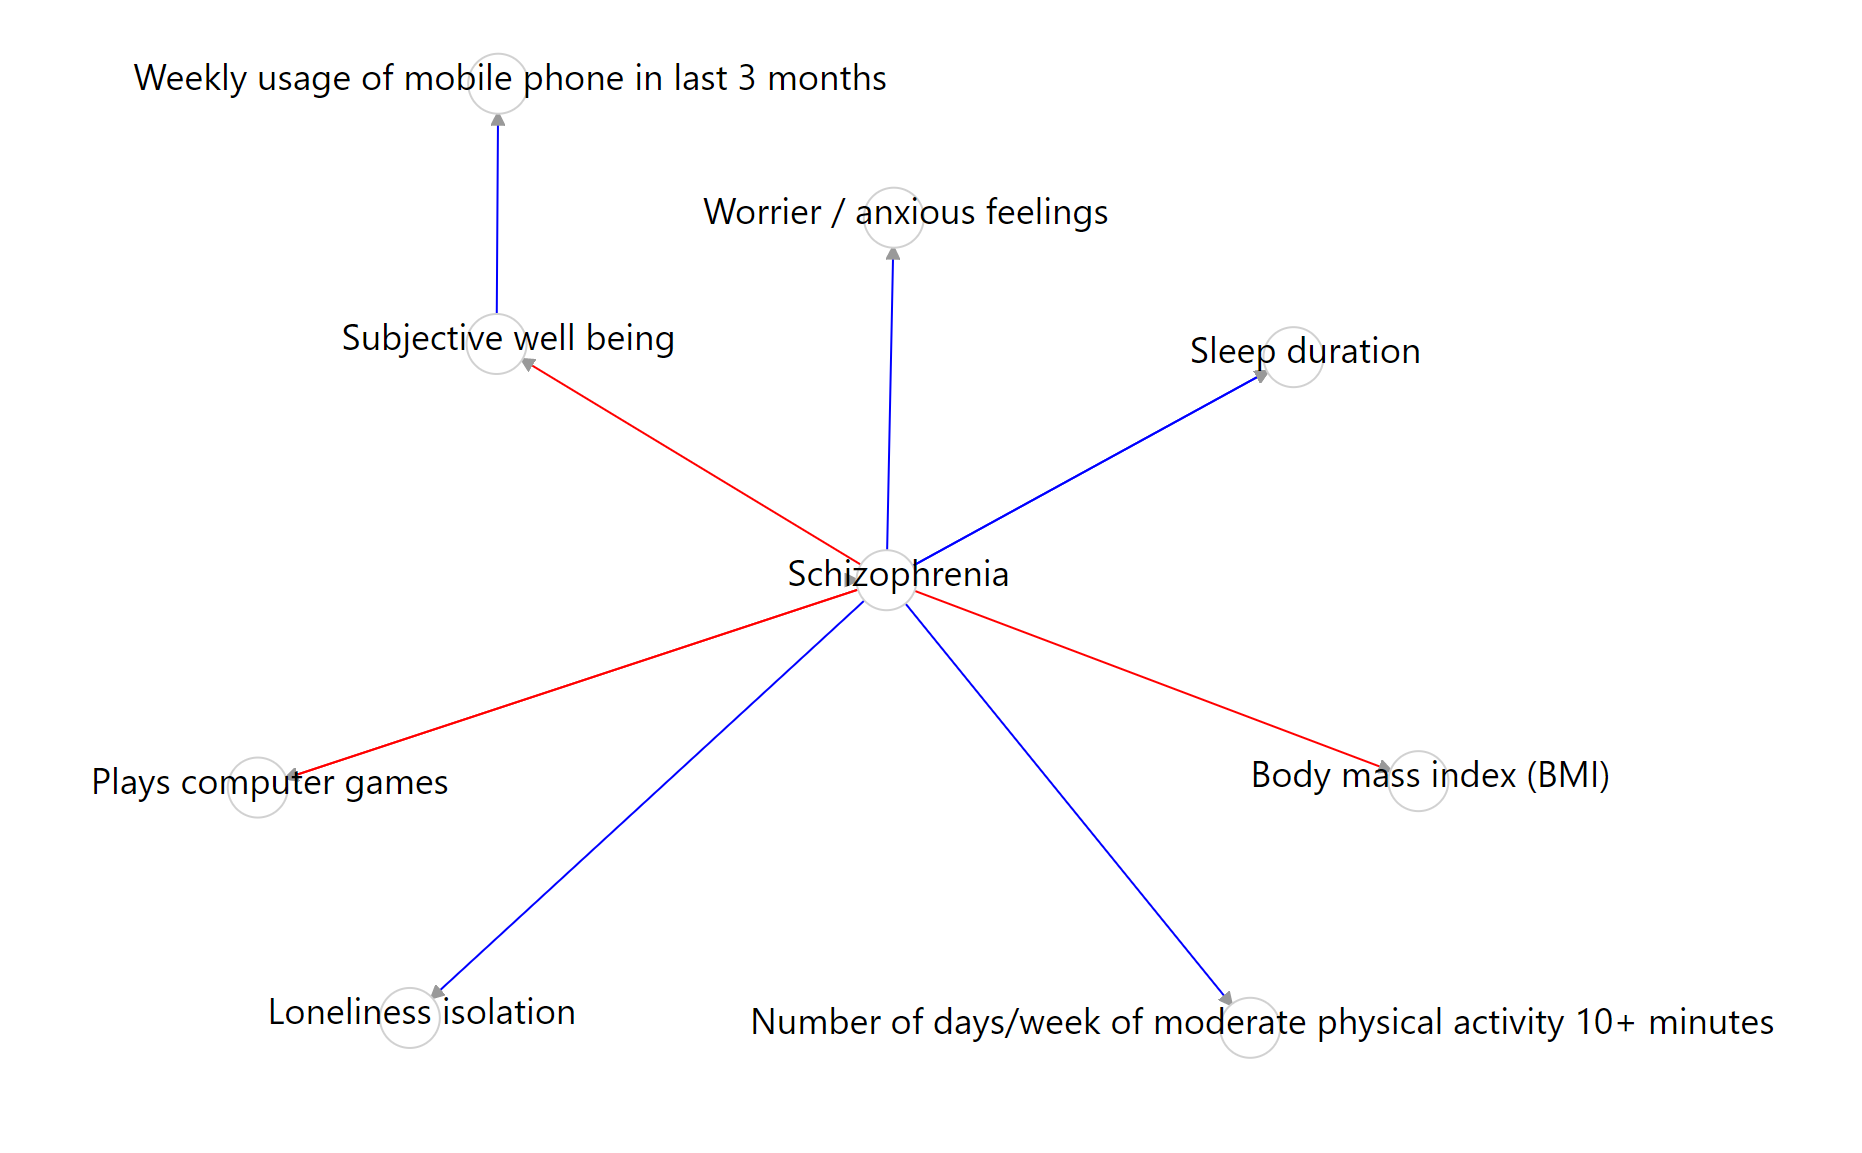 Weekly usage of mobile phone in last 3 months
Worrier / anxious feelings
Subjective well being
Sleep duration
Schizophrenia
Plays computer games
Body mass index (BMI)
Loneliness isolation
Number of days/week of moderate physical activity 10+ minutes